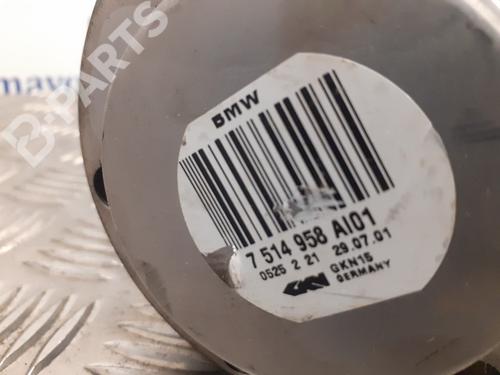 B-PARTS
BMW
7 514 958 AI01
0525 2 21 29.07.01
GKN GKN15
GERMANY